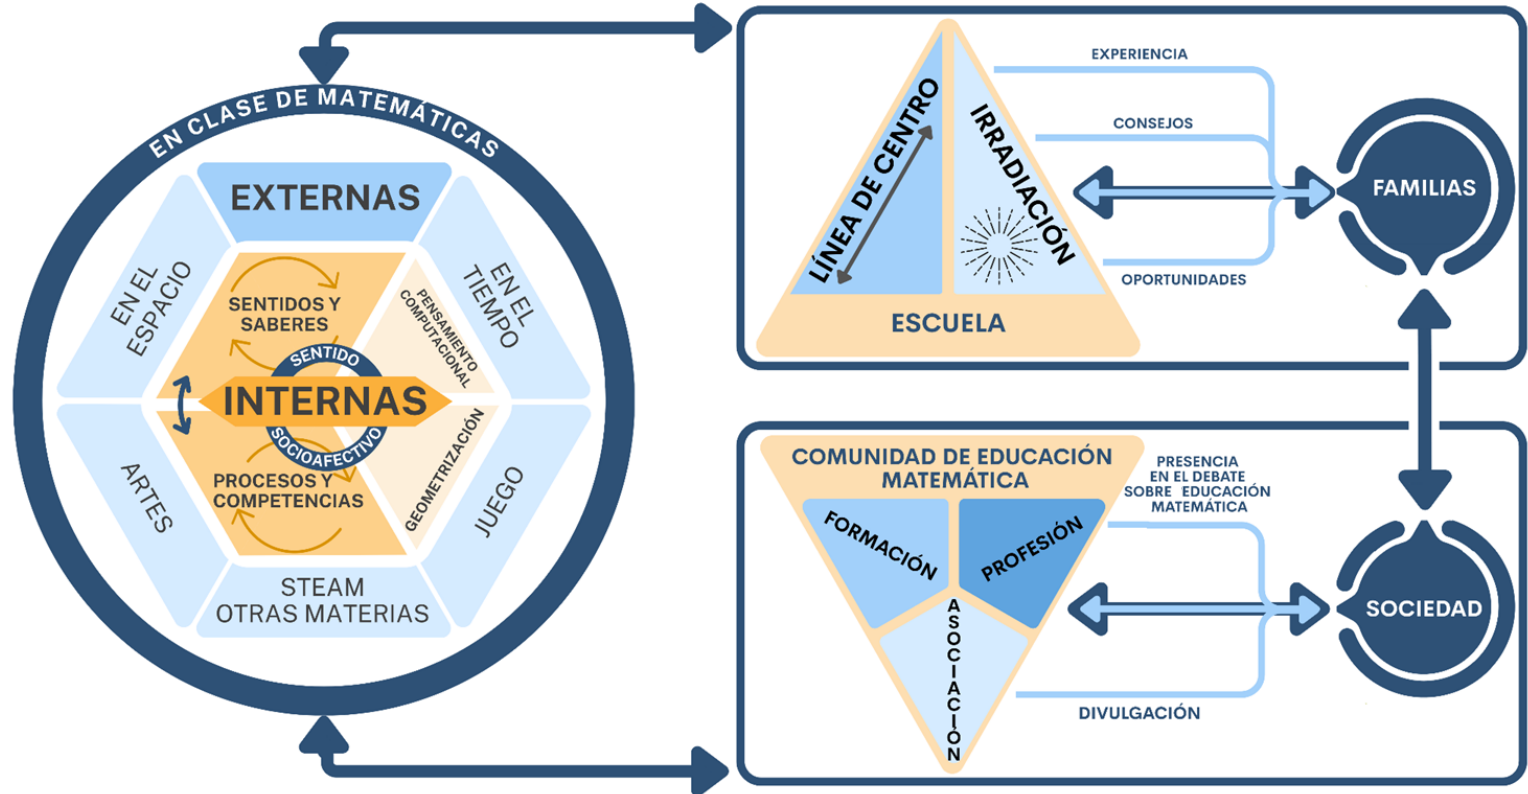 EN CLASE DE MATEMÁTICAS
EXTERNAS
EN EL
ESPACIO
EN EL
TIEMPO
SENTIDOS Y
SABERES
PENSAMIENTO
COMPUTACIONAL
SENTIDO
INTERNAS
SOCIOAFECTIVO
PROCESOS Y
COMPETENCIAS
GEOMETRIZACIÓN
ARTES
JUEGO
STEAM
OTRAS MATERIAS
LÍNEA DE CENTRO
IRRADIACIÓN
ESCUELA
EXPERIENCIA
CONSEJOS
OPORTUNIDADES
FAMILIAS
COMUNIDAD DE EDUCACIÓN
MATEMÁTICA
FORMACIÓN
PROFESIÓN
ASOCIACIÓN
PRESENCIA
EN EL DEBATE
SOBRE EDUCACIÓN
MATEMÁTICA
DIVULGACIÓN
SOCIEDAD